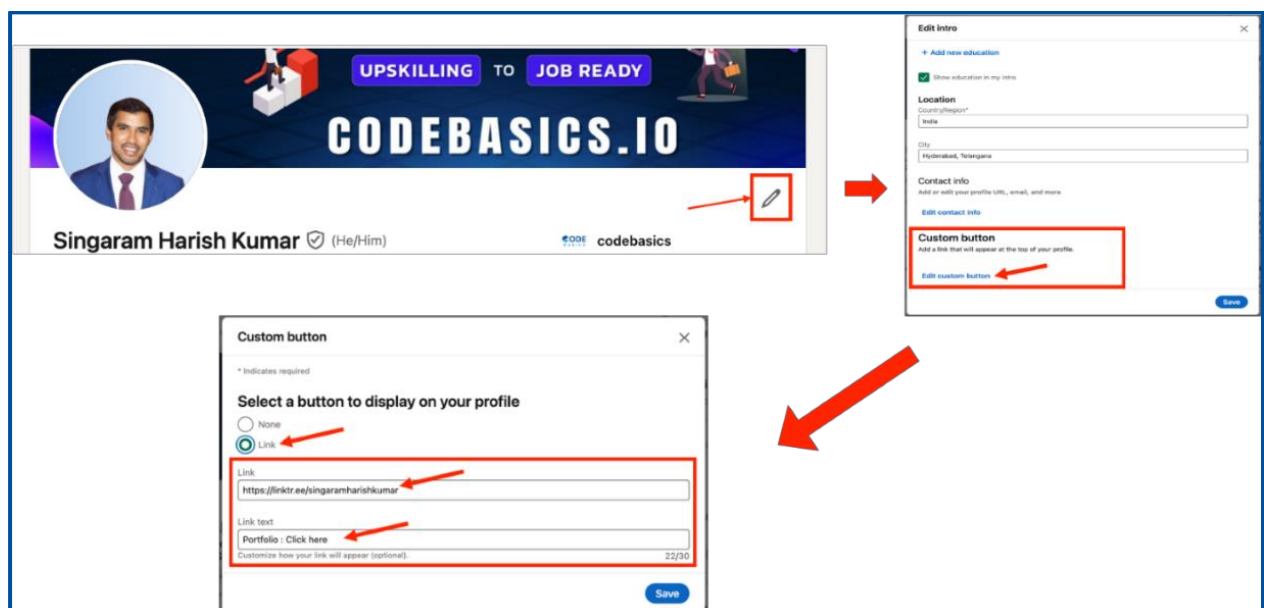 UPSKILLING TO JOB READY
CODEBASICS.IO
Singaram Harish Kumar (He/Him)
CODE BASICS codebasics
Edit intro
+ Add new education
Show education in my intro
Location
Country/Region*
India
City
Hyderabad, Telangana
Contact info
Add or edit your profile URL, email, and more
Edit contact info
Custom button
Add a link that will appear at the top of your profile.
Edit custom button
Save
Custom button
* Indicates required
Select a button to display on your profile
None
Link
Link
https://linktr.ee/singaramharishkumar
Link text
Portfolio : Click here
Customize how your link will appear (optional).
22/30
Save